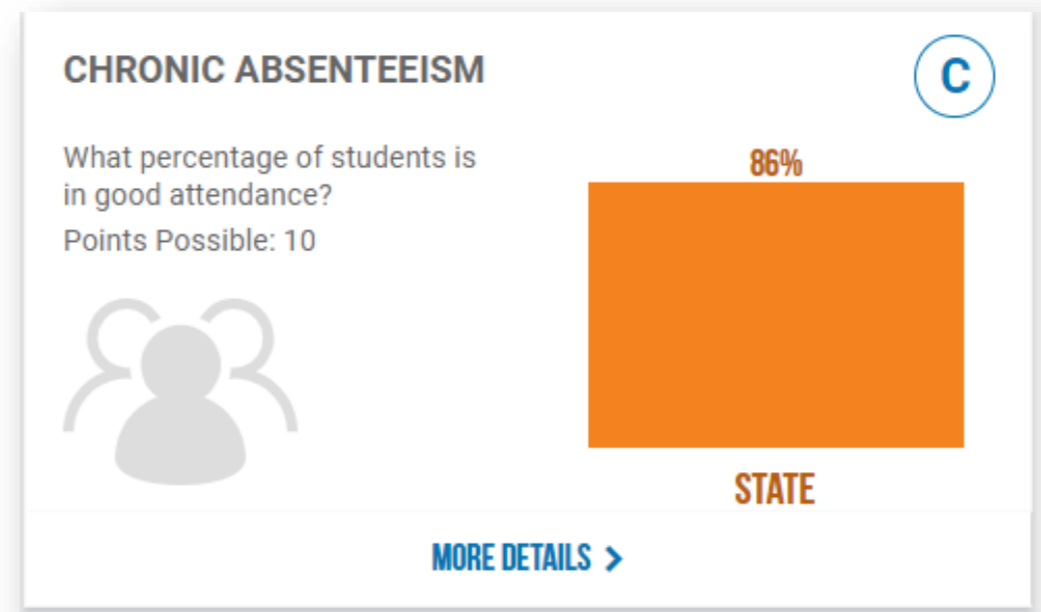 CHRONIC ABSENTEEISM
C
What percentage of students is
in good attendance?
Points Possible: 10
86%
STATE
MORE DETAILS >